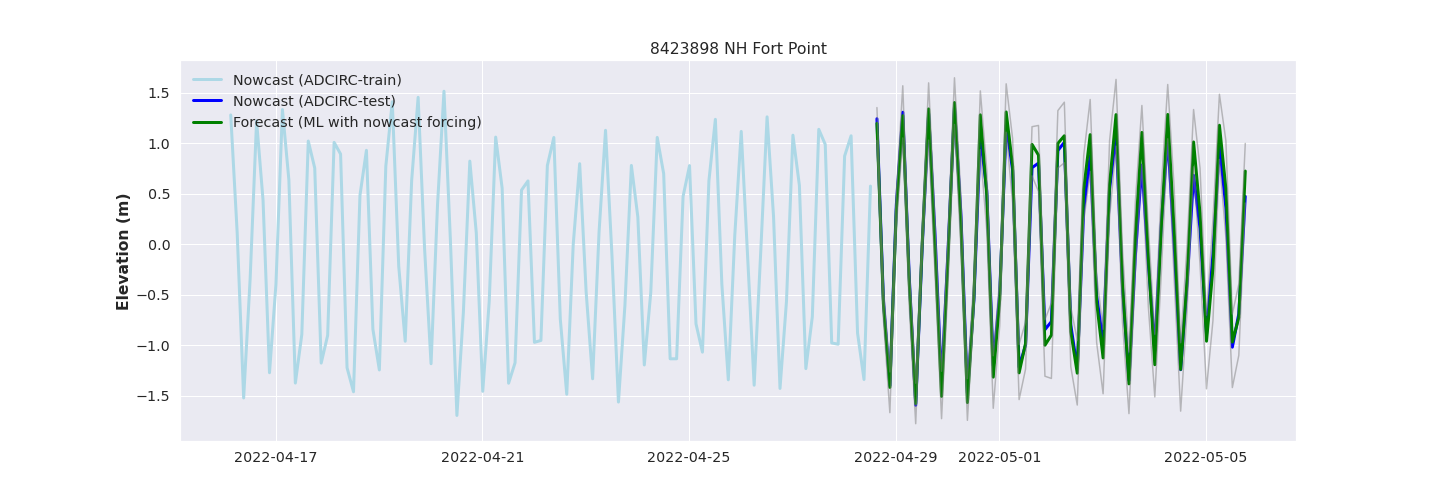 8423898 NH Fort Point
Nowcast (ADCIRC-train)
Nowcast (ADCIRC-test)
Forecast (ML with nowcast forcing)
Elevation (m)
1.5
1.0
0.5
0.0
−0.5
−1.0
−1.5
2022-04-17 2022-04-21 2022-04-25 2022-04-29 2022-05-01 2022-05-05